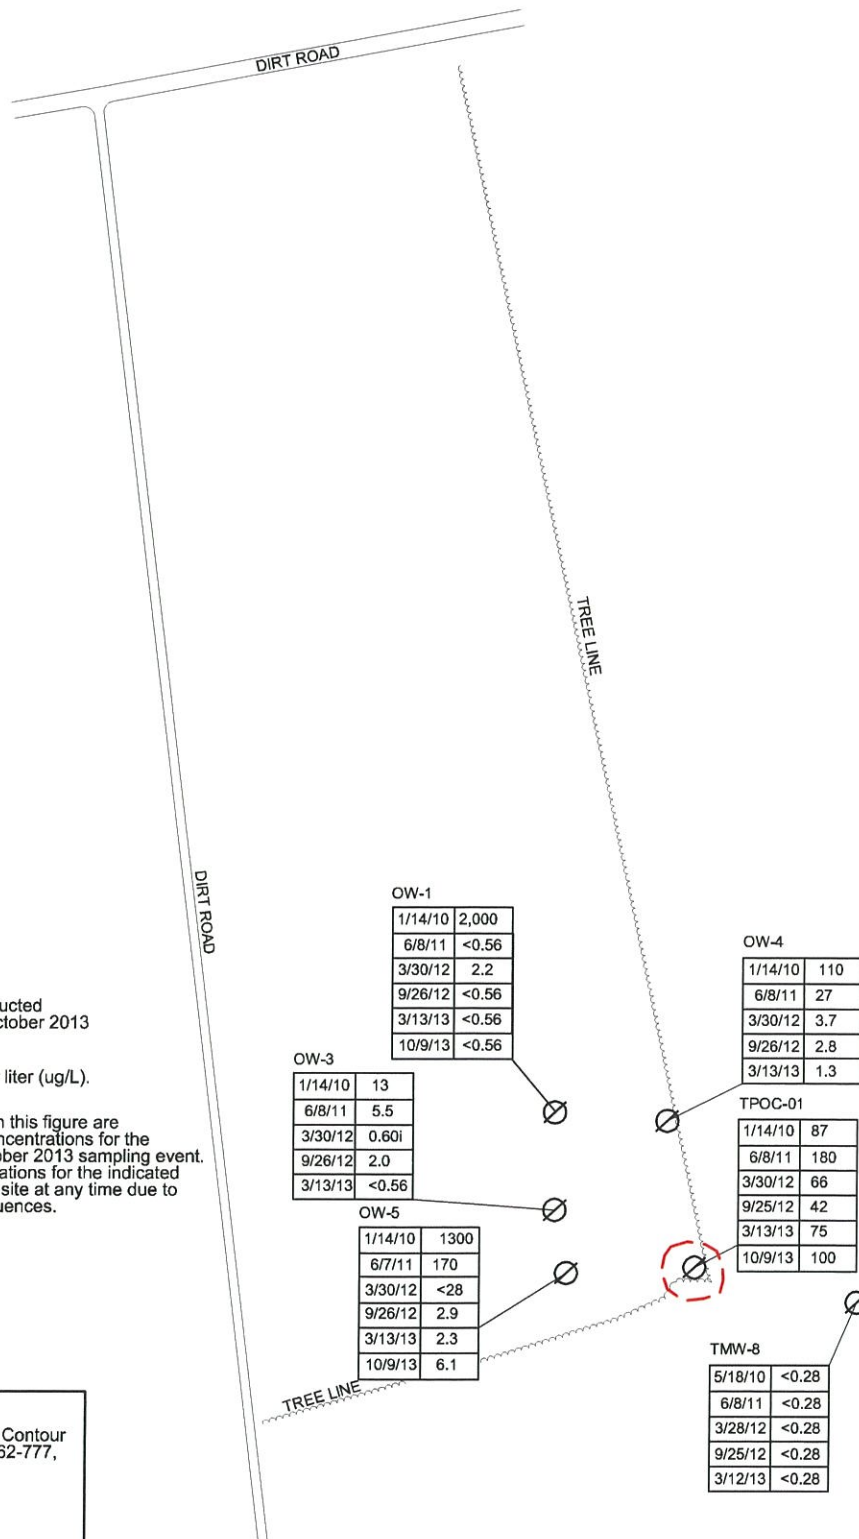 DIRT ROAD
TREE LINE
DIRT ROAD
OW-1
1/14/10 2,000
6/8/11 <0.56
3/30/12 2.2
9/26/12 <0.56
3/13/13 <0.56
10/9/13 <0.56
OW-4
1/14/10 110
6/8/11 27
3/30/12 3.7
9/26/12 2.8
3/13/13 1.3
OW-3
1/14/10 13
6/8/11 5.5
3/30/12 0.60i
9/26/12 2.0
3/13/13 <0.56
TPOC-01
1/14/10 87
6/8/11 180
3/30/12 66
9/25/12 42
3/13/13 75
10/9/13 100
OW-5
1/14/10 1300
6/7/11 170
3/30/12 <28
9/26/12 2.9
3/13/13 2.3
10/9/13 6.1
TMW-8
5/18/10 <0.28
6/8/11 <0.28
3/28/12 <0.28
9/25/12 <0.28
3/12/13 <0.28
TREE LINE
ucted
ctober 2013
liter (ug/L).
n this figure are
ncentrations for the
ber 2013 sampling event.
ations for the indicated
site at any time due to
uences.
Contour
62-777,